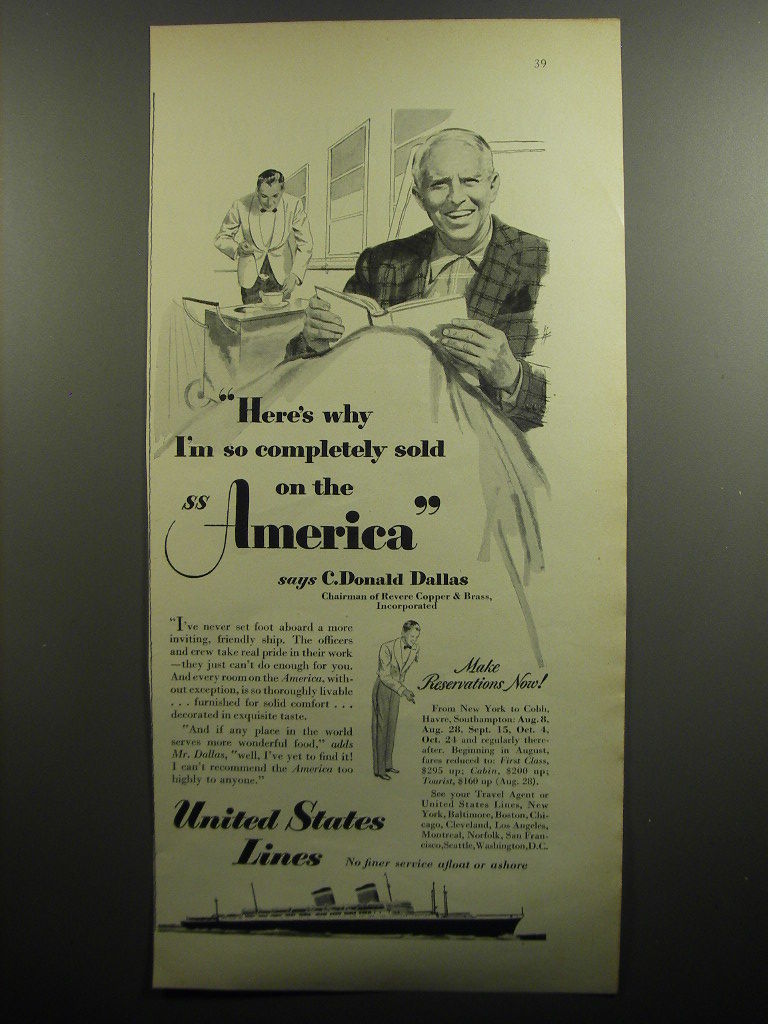 39
“Here's why
I'm so completely sold
on the
ss America”
says C.Donald Dallas
Chairman of Revere Copper & Brass,
Incorporated
“I've never set foot aboard a more
inviting, friendly ship. The officers
and crew take real pride in their work
—they just can't do enough for you.
And every room on the America, with-
out exception, is so thoroughly livable
. . . furnished for solid comfort . . .
decorated in exquisite taste.
“And if any place in the world
serves more wonderful food,” adds
Mr. Dallas, “well, I've yet to find it!
I can't recommend the America too
highly to anyone.”
Make
Reservations Now!
From New York to Cobh,
Havre, Southampton: Aug. 8,
Aug. 28, Sept. 15, Oct. 4,
Oct. 24 and regularly there-
after. Beginning in August,
fares reduced to: First Class,
$295 up; Cabin, $200 up;
Tourist, $160 up (Aug. 28).
See your Travel Agent or
United States Lines, New
York, Baltimore, Boston, Chi-
cago, Cleveland, Los Angeles,
Montreal, Norfolk, San Fran-
cisco, Seattle, Washington, D.C.
United States
Lines
No finer service afloat or ashore